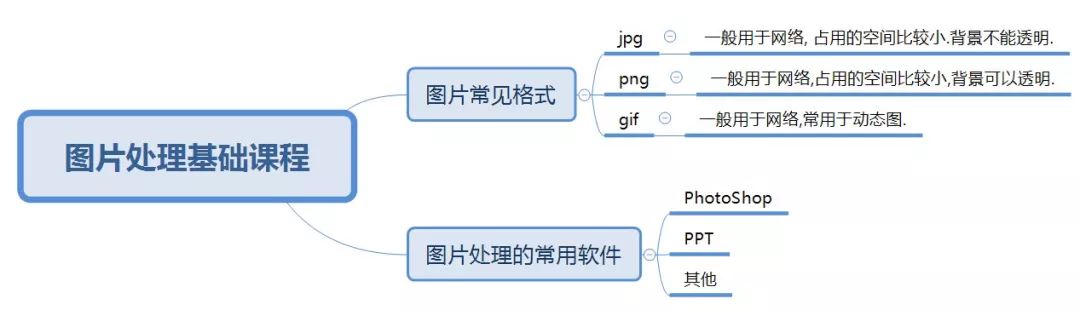 图片处理基础课程
图片常见格式
jpg
一般用于网络, 占用的空间比较小.背景不能透明.
png
一般用于网络,占用的空间比较小,背景可以透明.
gif
一般用于网络,常用于动态图.
图片处理的常用软件
PhotoShop
PPT
其他